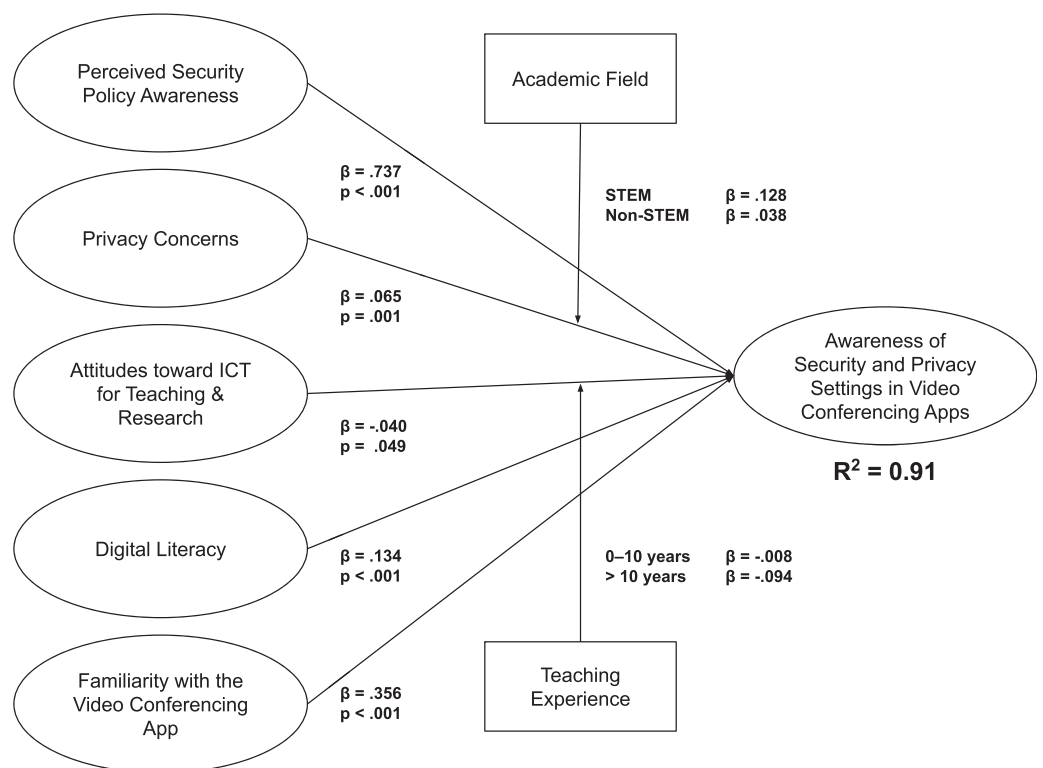 Perceived Security
Policy Awareness
β = .737
p < .001
Privacy Concerns
β = .065
p = .001
Attitudes toward ICT
for Teaching &
Research
β = -.040
p = .049
Digital Literacy
β = .134
p < .001
Familiarity with the
Video Conferencing
App
β = .356
p < .001
Academic Field
STEM β = .128
Non-STEM β = .038
0–10 years β = -.008
> 10 years β = -.094
Teaching
Experience
Awareness of
Security and Privacy
Settings in Video
Conferencing Apps
R² = 0.91